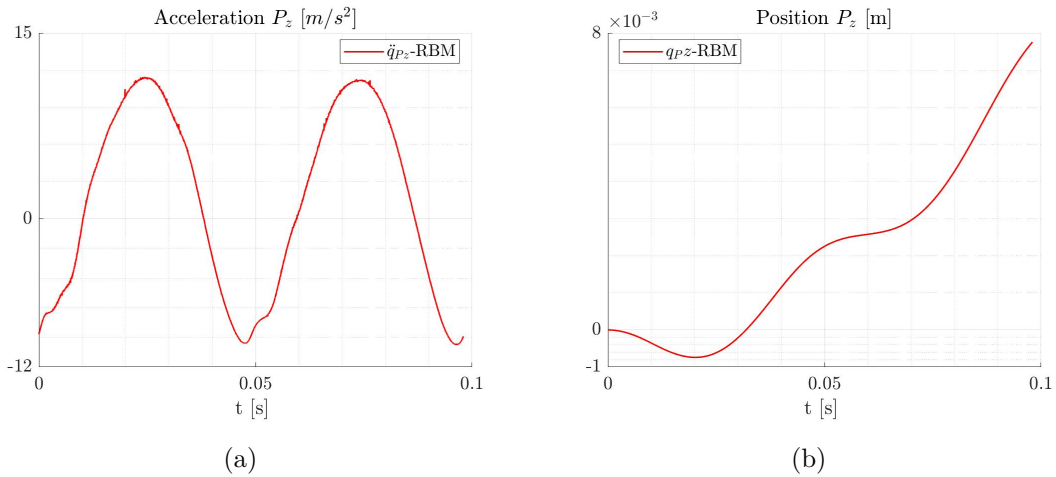 Acceleration $P_z$ $[m/s^2]$
15
0
-12
$\ddot{q}_{Pz}$-RBM
0
0.05
0.1
t [s]
(a)
Position $P_z$ [m]
8
×10⁻³
0
-1
$q_Pz$-RBM
0
0.05
0.1
t [s]
(b)